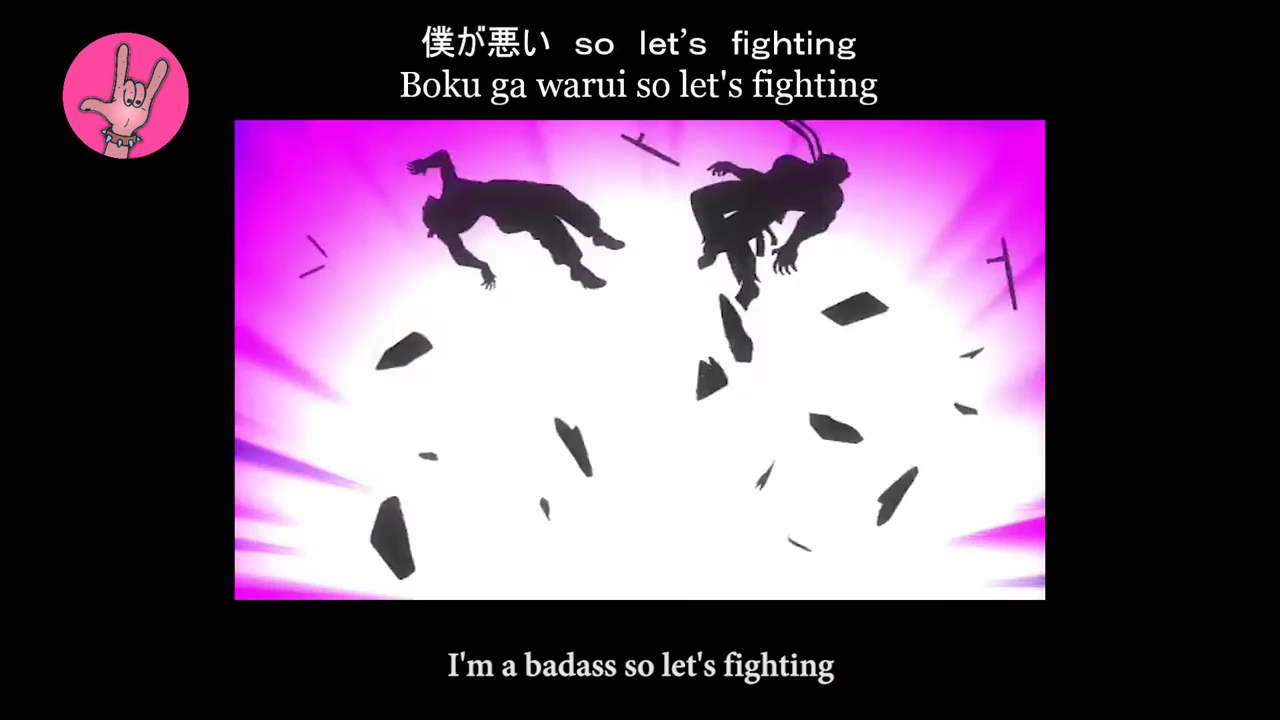 僕が悪い so let's fighting
Boku ga warui so let's fighting
I'm a badass so let's fighting